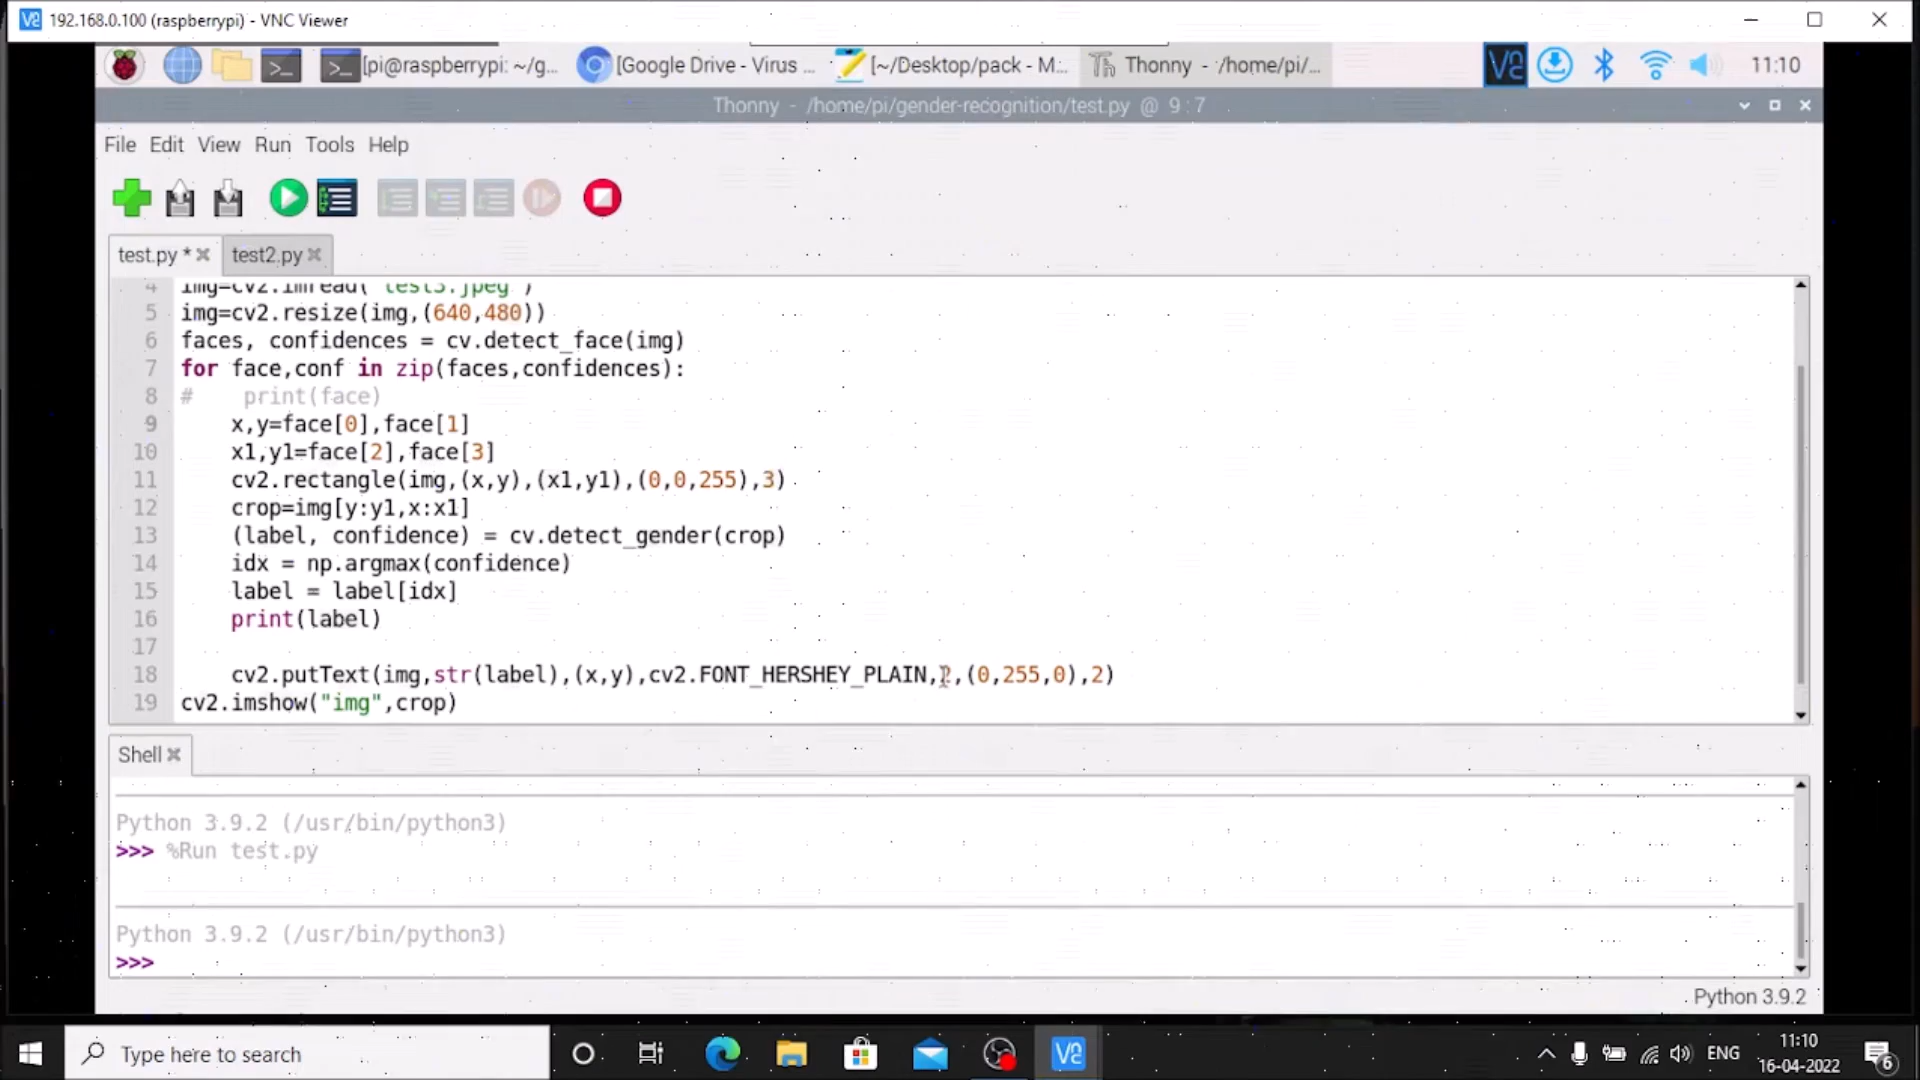 192.168.0.100 (raspberrypi) - VNC Viewer
[pi@raspberrypi: ~/g... [Google Drive - Virus ... [~/Desktop/pack - M... Thonny - /home/pi/... 11:10
Thonny - /home/pi/gender-recognition/test.py @ 9 : 7
File Edit View Run Tools Help
test.py * test2.py
4 img=cv2.imread("test3.jpeg")
5 img=cv2.resize(img,(640,480))
6 faces, confidences = cv.detect_face(img)
7 for face,conf in zip(faces,confidences):
8 # print(face)
9 x,y=face[0],face[1]
10 x1,y1=face[2],face[3]
11 cv2.rectangle(img,(x,y),(x1,y1),(0,0,255),3)
12 crop=img[y:y1,x:x1]
13 (label, confidence) = cv.detect_gender(crop)
14 idx = np.argmax(confidence)
15 label = label[idx]
16 print(label)
17
18 cv2.putText(img,str(label),(x,y),cv2.FONT_HERSHEY_PLAIN,2,(0,255,0),2)
19 cv2.imshow("img",crop)
Shell
Python 3.9.2 (/usr/bin/python3)
>>> %Run test.py
Python 3.9.2 (/usr/bin/python3)
>>>
Python 3.9.2
Type here to search
ENG
11:10
16-04-2022
6